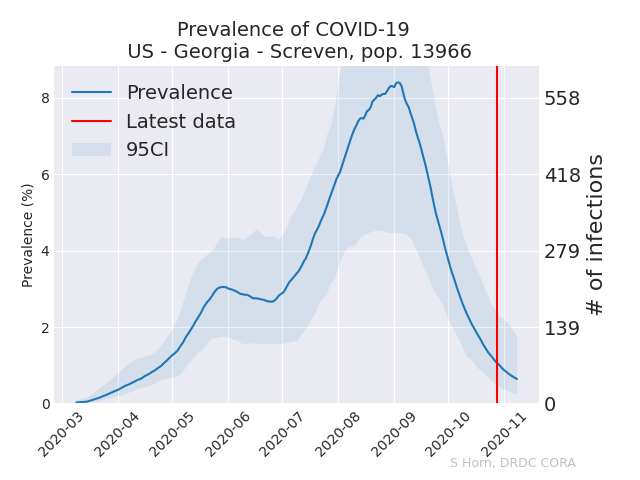 Prevalence of COVID-19
US - Georgia - Screven, pop. 13966
Prevalence
Latest data
95CI
Prevalence (%)
8
6
4
2
0
558
418
279
139
0
# of infections
2020-03
2020-04
2020-05
2020-06
2020-07
2020-08
2020-09
2020-10
2020-11
S Horn, DRDC CORA